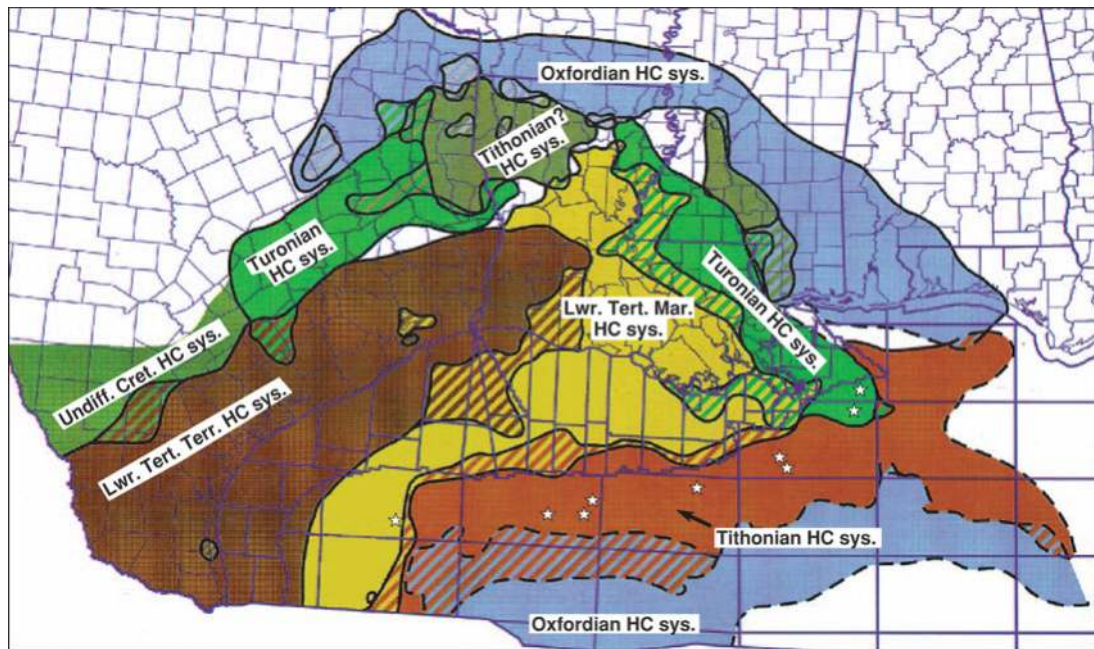 Oxfordian HC sys.
Tithonian?
HC sys.
Turonian
HC sys.
Turonian HC sys.
Lwr. Tert. Mar.
HC sys.
Undiff. Cret. HC sys.
Lwr. Tert. Terr. HC sys.
Tithonian HC sys.
Oxfordian HC sys.